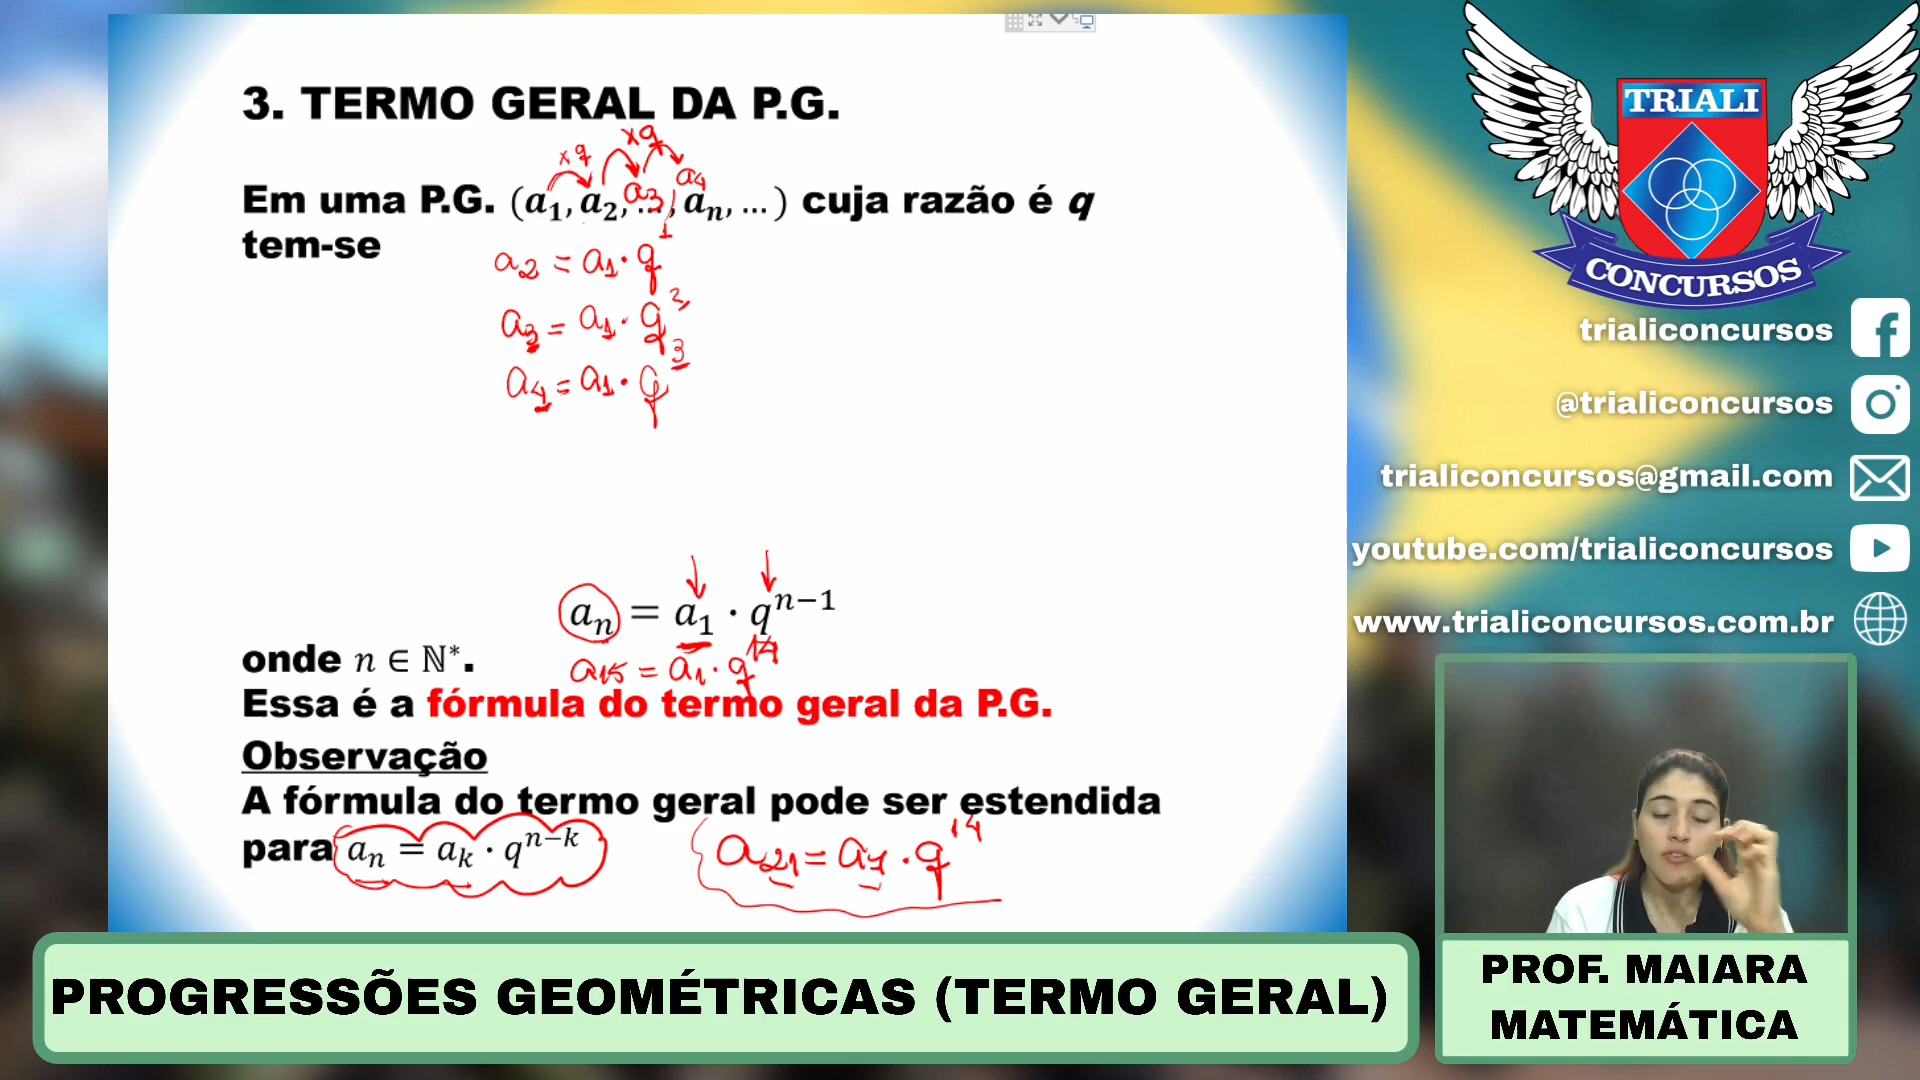 3. TERMO GERAL DA P.G.
×q ×q
a3 a4
Em uma P.G. (a₁, a₂, ..., aₙ, ...) cuja razão é q
tem-se
a₂ = a₁ · q¹
a₃ = a₁ · q²
a₄ = a₁ · q³
aₙ = a₁ · qⁿ⁻¹
onde n ∈ ℕ*.
a₁₅ = a₁ · q¹⁴
Essa é a fórmula do termo geral da P.G.
Observação
A fórmula do termo geral pode ser estendida
para aₙ = aₖ · qⁿ⁻ᵏ
a₂₁ = a₇ · q¹⁴
TRIALI
CONCURSOS
trialiconcursos
@trialiconcursos
trialiconcursos@gmail.com
youtube.com/trialiconcursos
www.trialiconcursos.com.br
PROGRESSÕES GEOMÉTRICAS (TERMO GERAL)
PROF. MAIARA
MATEMÁTICA